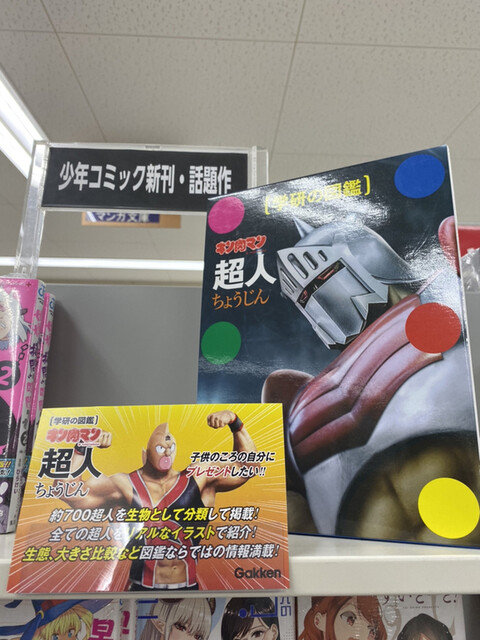 少年コミック新刊・話題作
マンガ文庫
[学研の図鑑]
キン肉マン
超人
ちょうじん
[学研の図鑑]
キン肉マン
超人
ちょうじん
子供のころの自分に
プレゼントしたい!!
約700超人を生物として分類して掲載!
全ての超人をリアルなイラストで紹介!
生態、大きさ比較など図鑑ならではの情報満載!
Gakken